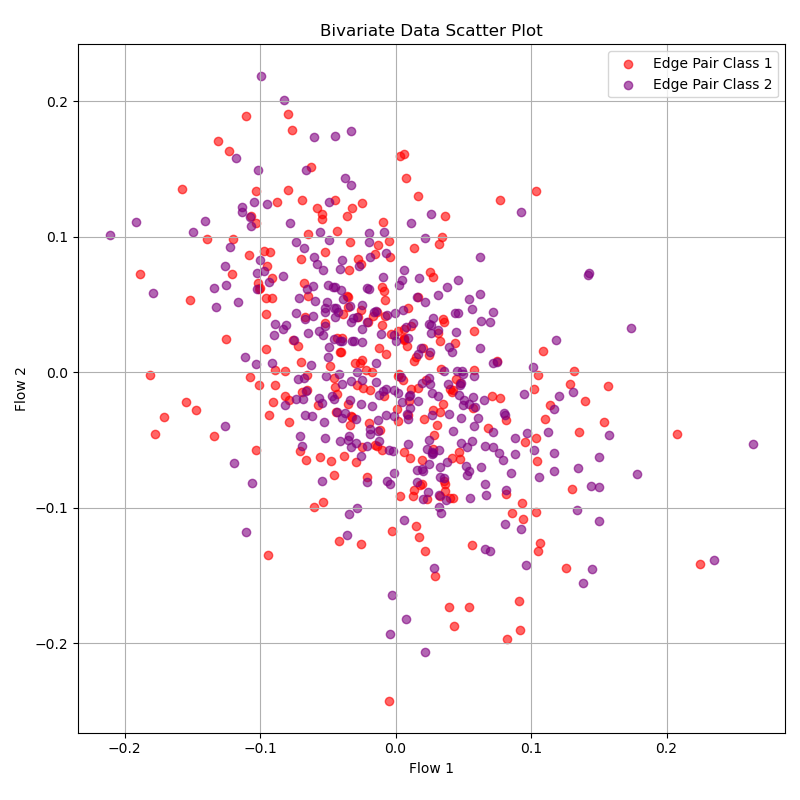 Bivariate Data Scatter Plot
Edge Pair Class 1
Edge Pair Class 2
Flow 2
0.2
0.1
0.0
−0.1
−0.2
−0.2
−0.1
0.0
0.1
0.2
Flow 1